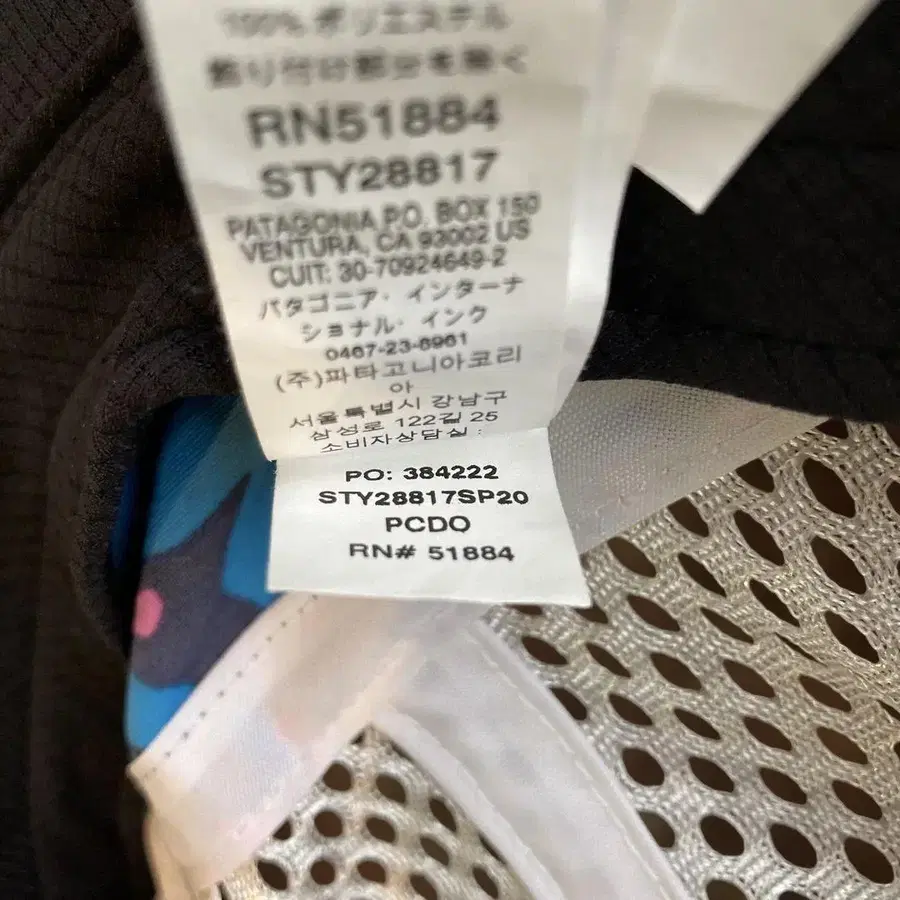 100% ポリエステル
飾り付け部分を除く
RN51884
STY28817
PATAGONIA P.O. BOX 150
VENTURA, CA 93002 US
CUIT: 30-70924649-2
パタゴニア・インターナ
ショナル・インク
0467-23-8961
(주)파타고니아코리
아
서울특별시 강남구
삼성로 122길 25
소비자상담실 :
PO: 384222
STY28817SP20
PCDO
RN# 51884